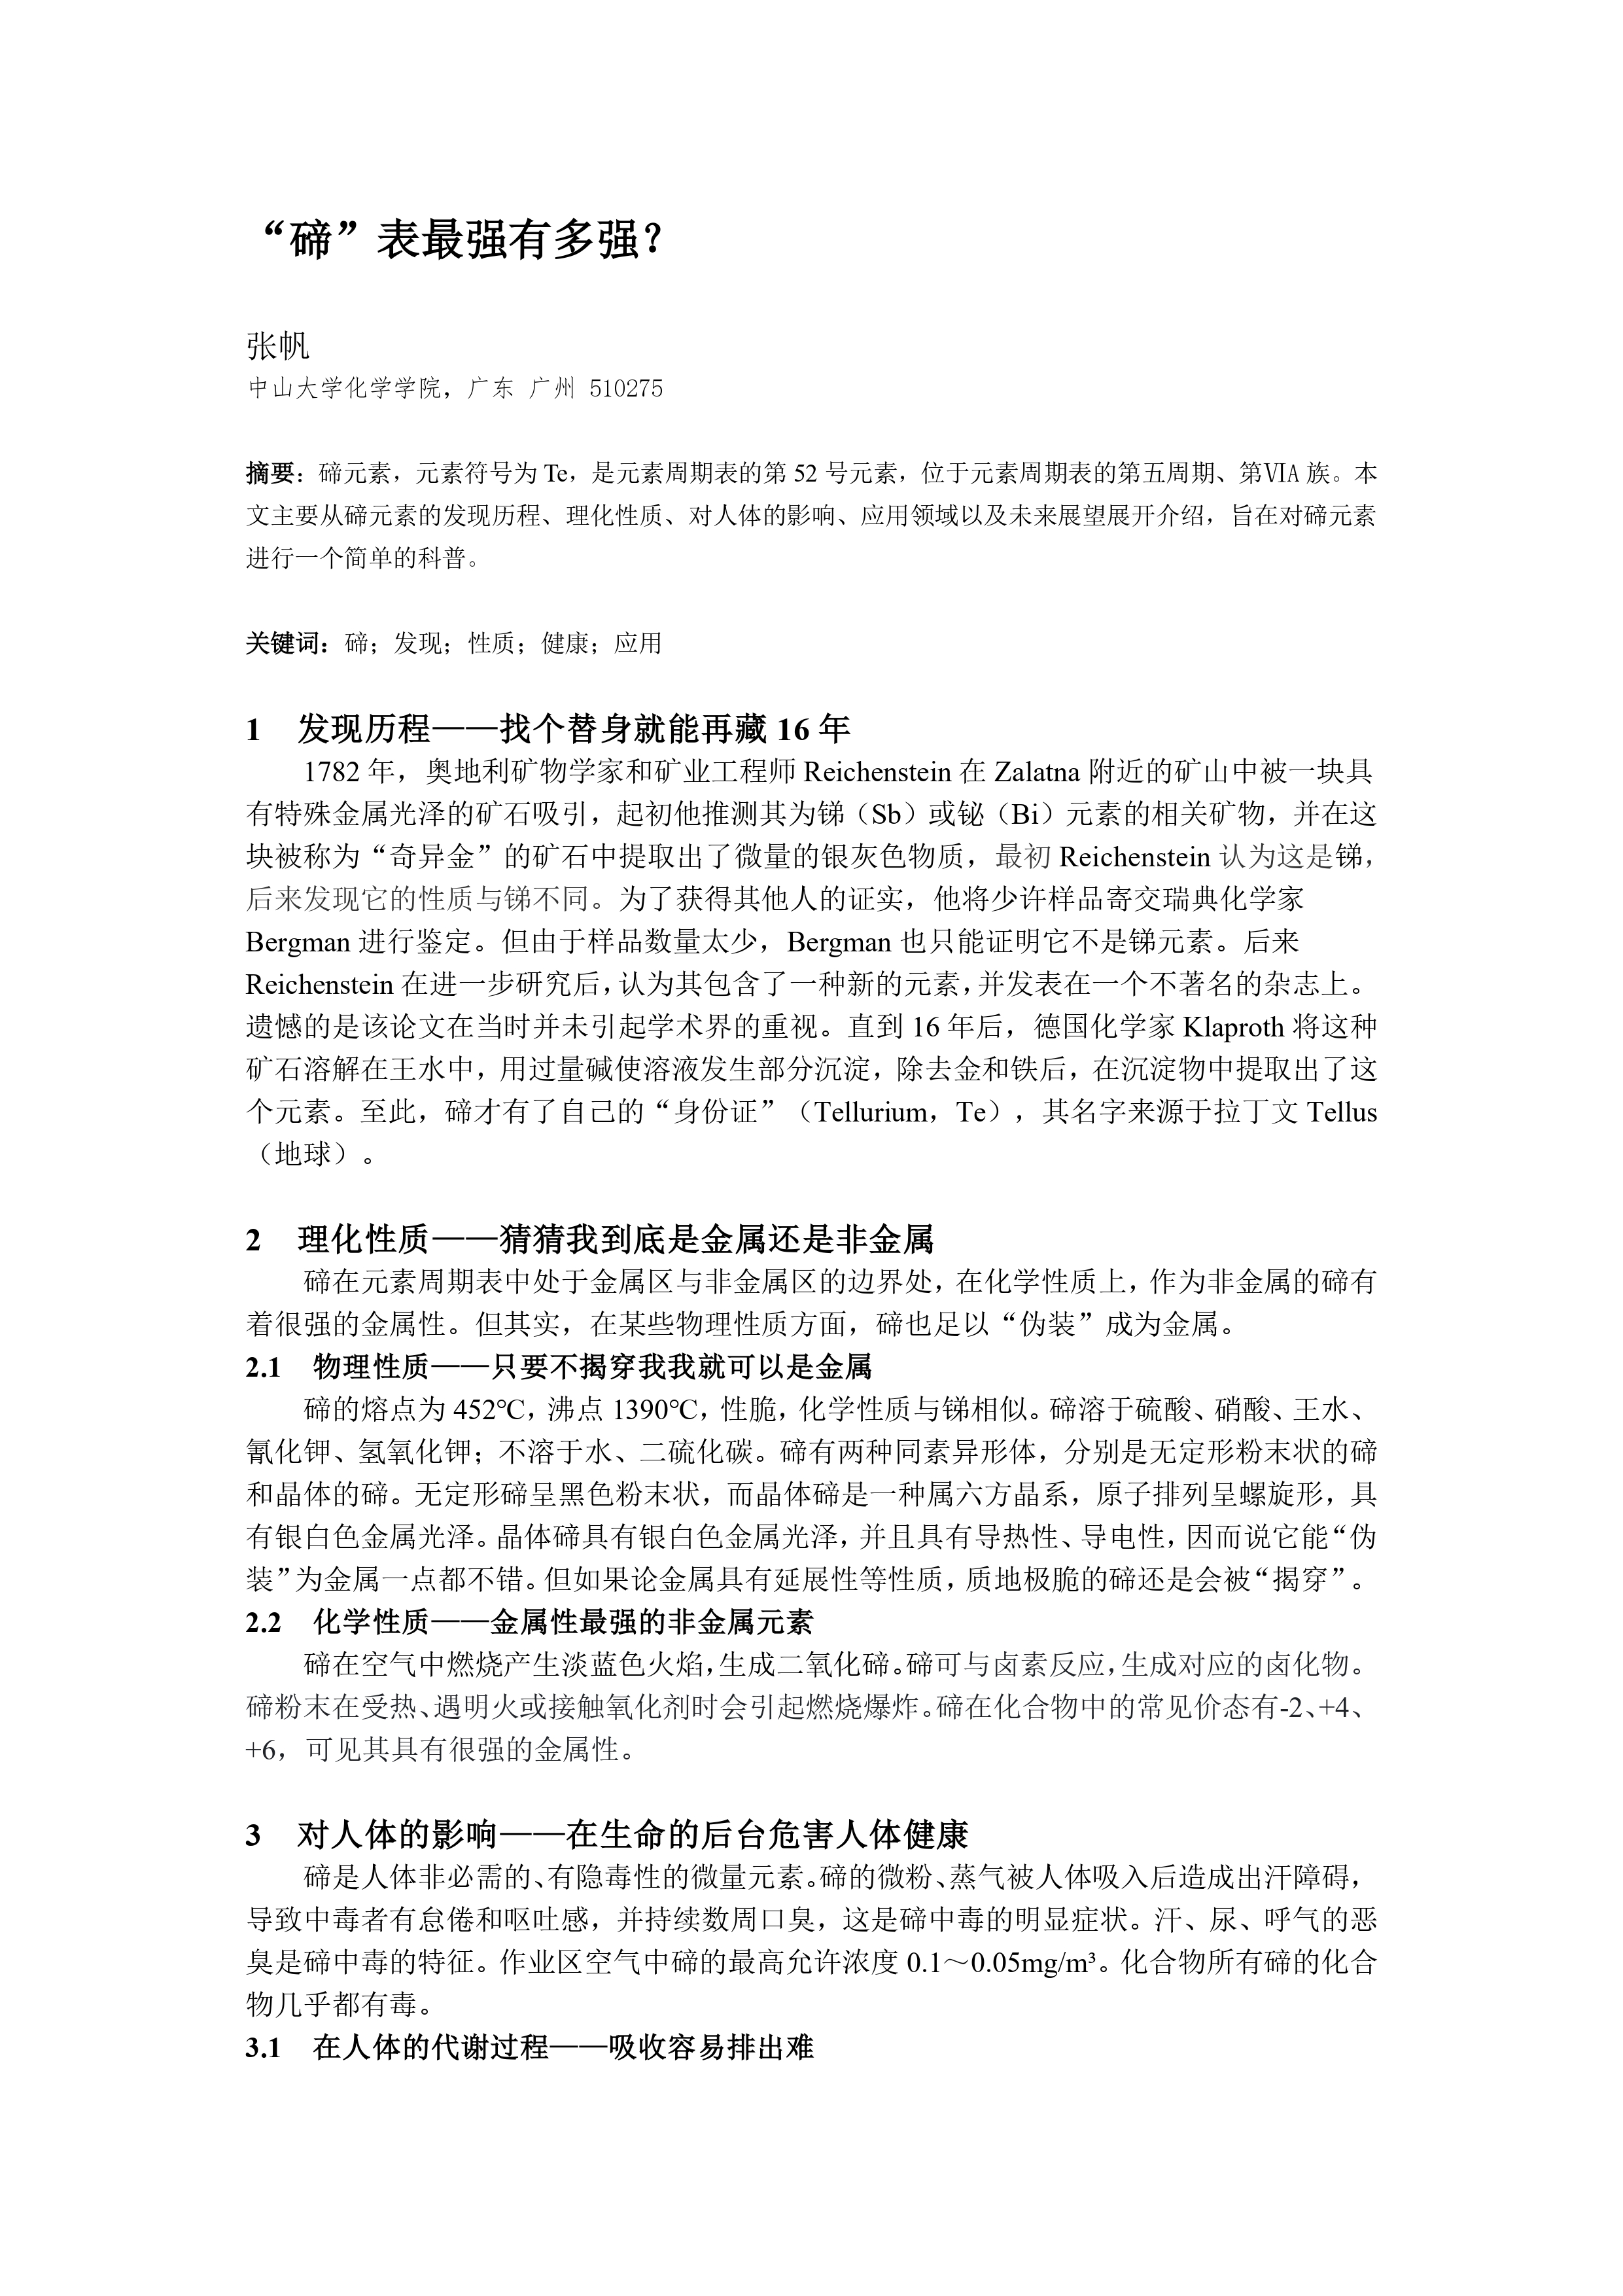 “碲”表最强有多强？
张帆
中山大学化学学院，广东 广州 510275
摘要：碲元素，元素符号为 Te，是元素周期表的第 52 号元素，位于元素周期表的第五周期、第ⅥA 族。本
文主要从碲元素的发现历程、理化性质、对人体的影响、应用领域以及未来展望展开介绍，旨在对碲元素
进行一个简单的科普。
关键词：碲；发现；性质；健康；应用
1 发现历程——找个替身就能再藏 16 年
1782 年，奥地利矿物学家和矿业工程师 Reichenstein 在 Zalatna 附近的矿山中被一块具
有特殊金属光泽的矿石吸引，起初他推测其为锑（Sb）或铋（Bi）元素的相关矿物，并在这
块被称为“奇异金”的矿石中提取出了微量的银灰色物质，最初 Reichenstein 认为这是锑，
后来发现它的性质与锑不同。为了获得其他人的证实，他将少许样品寄交瑞典化学家
Bergman 进行鉴定。但由于样品数量太少，Bergman 也只能证明它不是锑元素。后来
Reichenstein 在进一步研究后，认为其包含了一种新的元素，并发表在一个不著名的杂志上。
遗憾的是该论文在当时并未引起学术界的重视。直到 16 年后，德国化学家 Klaproth 将这种
矿石溶解在王水中，用过量碱使溶液发生部分沉淀，除去金和铁后，在沉淀物中提取出了这
个元素。至此，碲才有了自己的“身份证”（Tellurium，Te），其名字来源于拉丁文 Tellus
（地球）。
2 理化性质——猜猜我到底是金属还是非金属
碲在元素周期表中处于金属区与非金属区的边界处，在化学性质上，作为非金属的碲有
着很强的金属性。但其实，在某些物理性质方面，碲也足以“伪装”成为金属。
2.1 物理性质——只要不揭穿我我就可以是金属
碲的熔点为 452℃，沸点 1390℃，性脆，化学性质与锑相似。碲溶于硫酸、硝酸、王水、
氰化钾、氢氧化钾；不溶于水、二硫化碳。碲有两种同素异形体，分别是无定形粉末状的碲
和晶体的碲。无定形碲呈黑色粉末状，而晶体碲是一种属六方晶系，原子排列呈螺旋形，具
有银白色金属光泽。晶体碲具有银白色金属光泽，并且具有导热性、导电性，因而说它能“伪
装”为金属一点都不错。但如果论金属具有延展性等性质，质地极脆的碲还是会被“揭穿”。
2.2 化学性质——金属性最强的非金属元素
碲在空气中燃烧产生淡蓝色火焰，生成二氧化碲。碲可与卤素反应，生成对应的卤化物。
碲粉末在受热、遇明火或接触氧化剂时会引起燃烧爆炸。碲在化合物中的常见价态有-2、+4、
+6，可见其具有很强的金属性。
3 对人体的影响——在生命的后台危害人体健康
碲是人体非必需的、有隐毒性的微量元素。碲的微粉、蒸气被人体吸入后造成出汗障碍，
导致中毒者有怠倦和呕吐感，并持续数周口臭，这是碲中毒的明显症状。汗、尿、呼气的恶
臭是碲中毒的特征。作业区空气中碲的最高允许浓度 0.1～0.05mg/m³。化合物所有碲的化合
物几乎都有毒。
3.1 在人体的代谢过程——吸收容易排出难